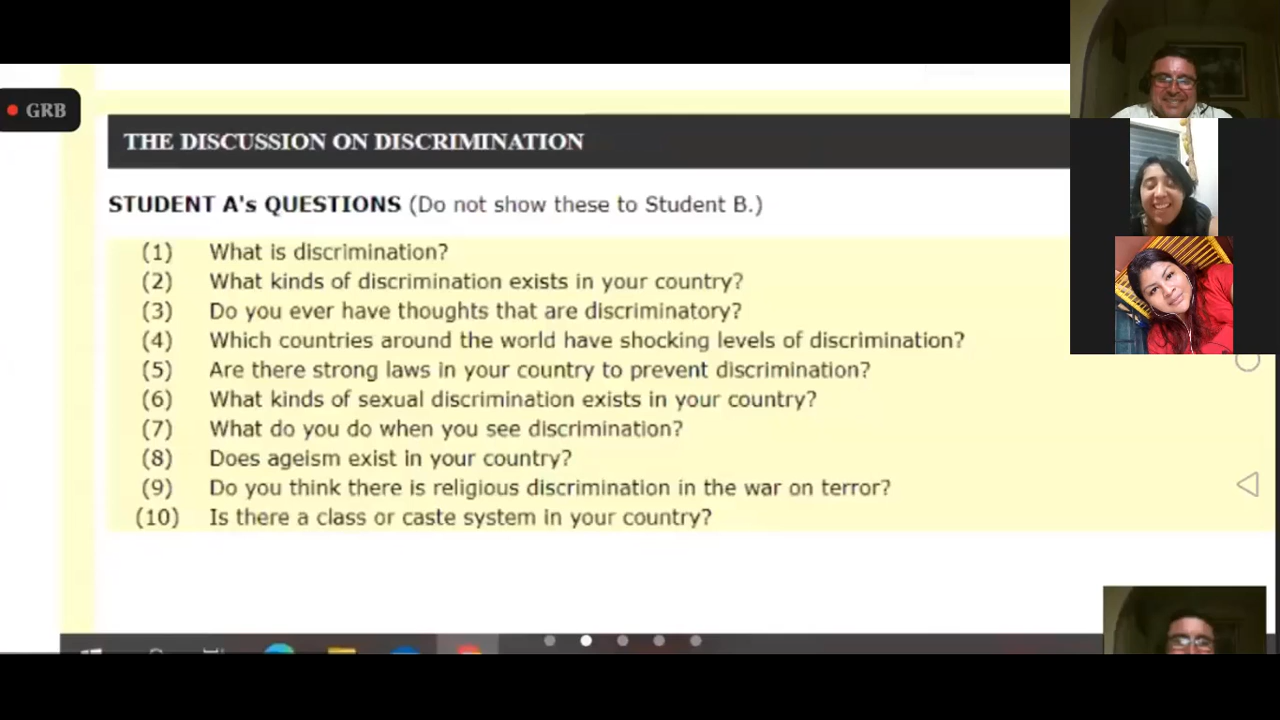 GRB
THE DISCUSSION ON DISCRIMINATION
STUDENT A's QUESTIONS (Do not show these to Student B.)
(1) What is discrimination?
(2) What kinds of discrimination exists in your country?
(3) Do you ever have thoughts that are discriminatory?
(4) Which countries around the world have shocking levels of discrimination?
(5) Are there strong laws in your country to prevent discrimination?
(6) What kinds of sexual discrimination exists in your country?
(7) What do you do when you see discrimination?
(8) Does ageism exist in your country?
(9) Do you think there is religious discrimination in the war on terror?
(10) Is there a class or caste system in your country?